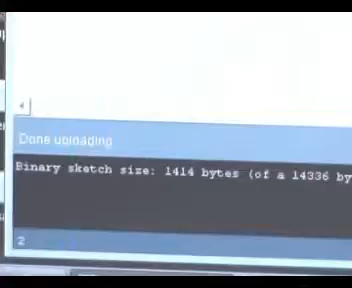 Done uploading
Binary sketch size: 1414 bytes (of a 14336 by
2